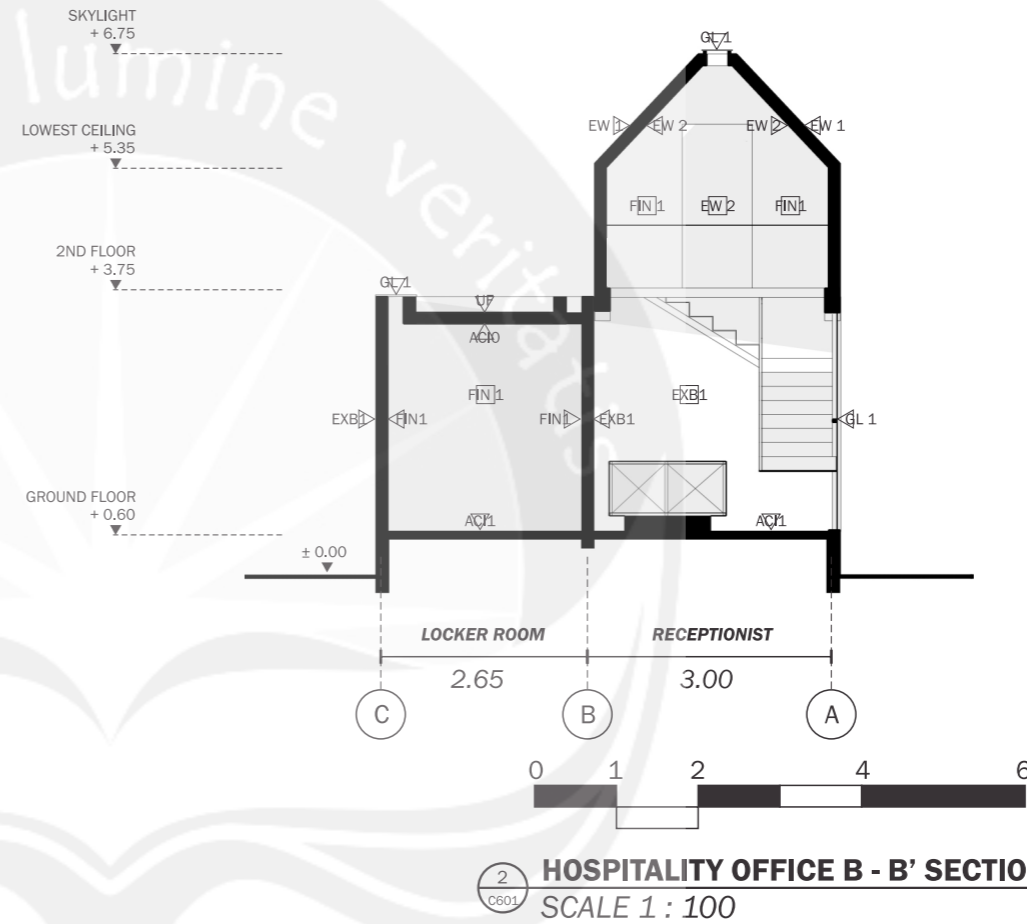 SKYLIGHT
+ 6.75
LOWEST CEILING
+ 5.35
2ND FLOOR
+ 3.75
GROUND FLOOR
+ 0.60
± 0.00
lumine veritatis
GL 1
EW 1
EW 2
EW 2
EW 1
FIN 1
EW 2
FIN1
GL 1
UF
ACI0
FIN 1
EXB1
EXB1
FIN1
FIN1
EXB1
GL 1
ACI1
ACI1
LOCKER ROOM
RECEPTIONIST
2.65
3.00
C
B
A
0 1 2 4 6
2
C601
HOSPITALITY OFFICE B - B’ SECTIO
SCALE 1 : 100